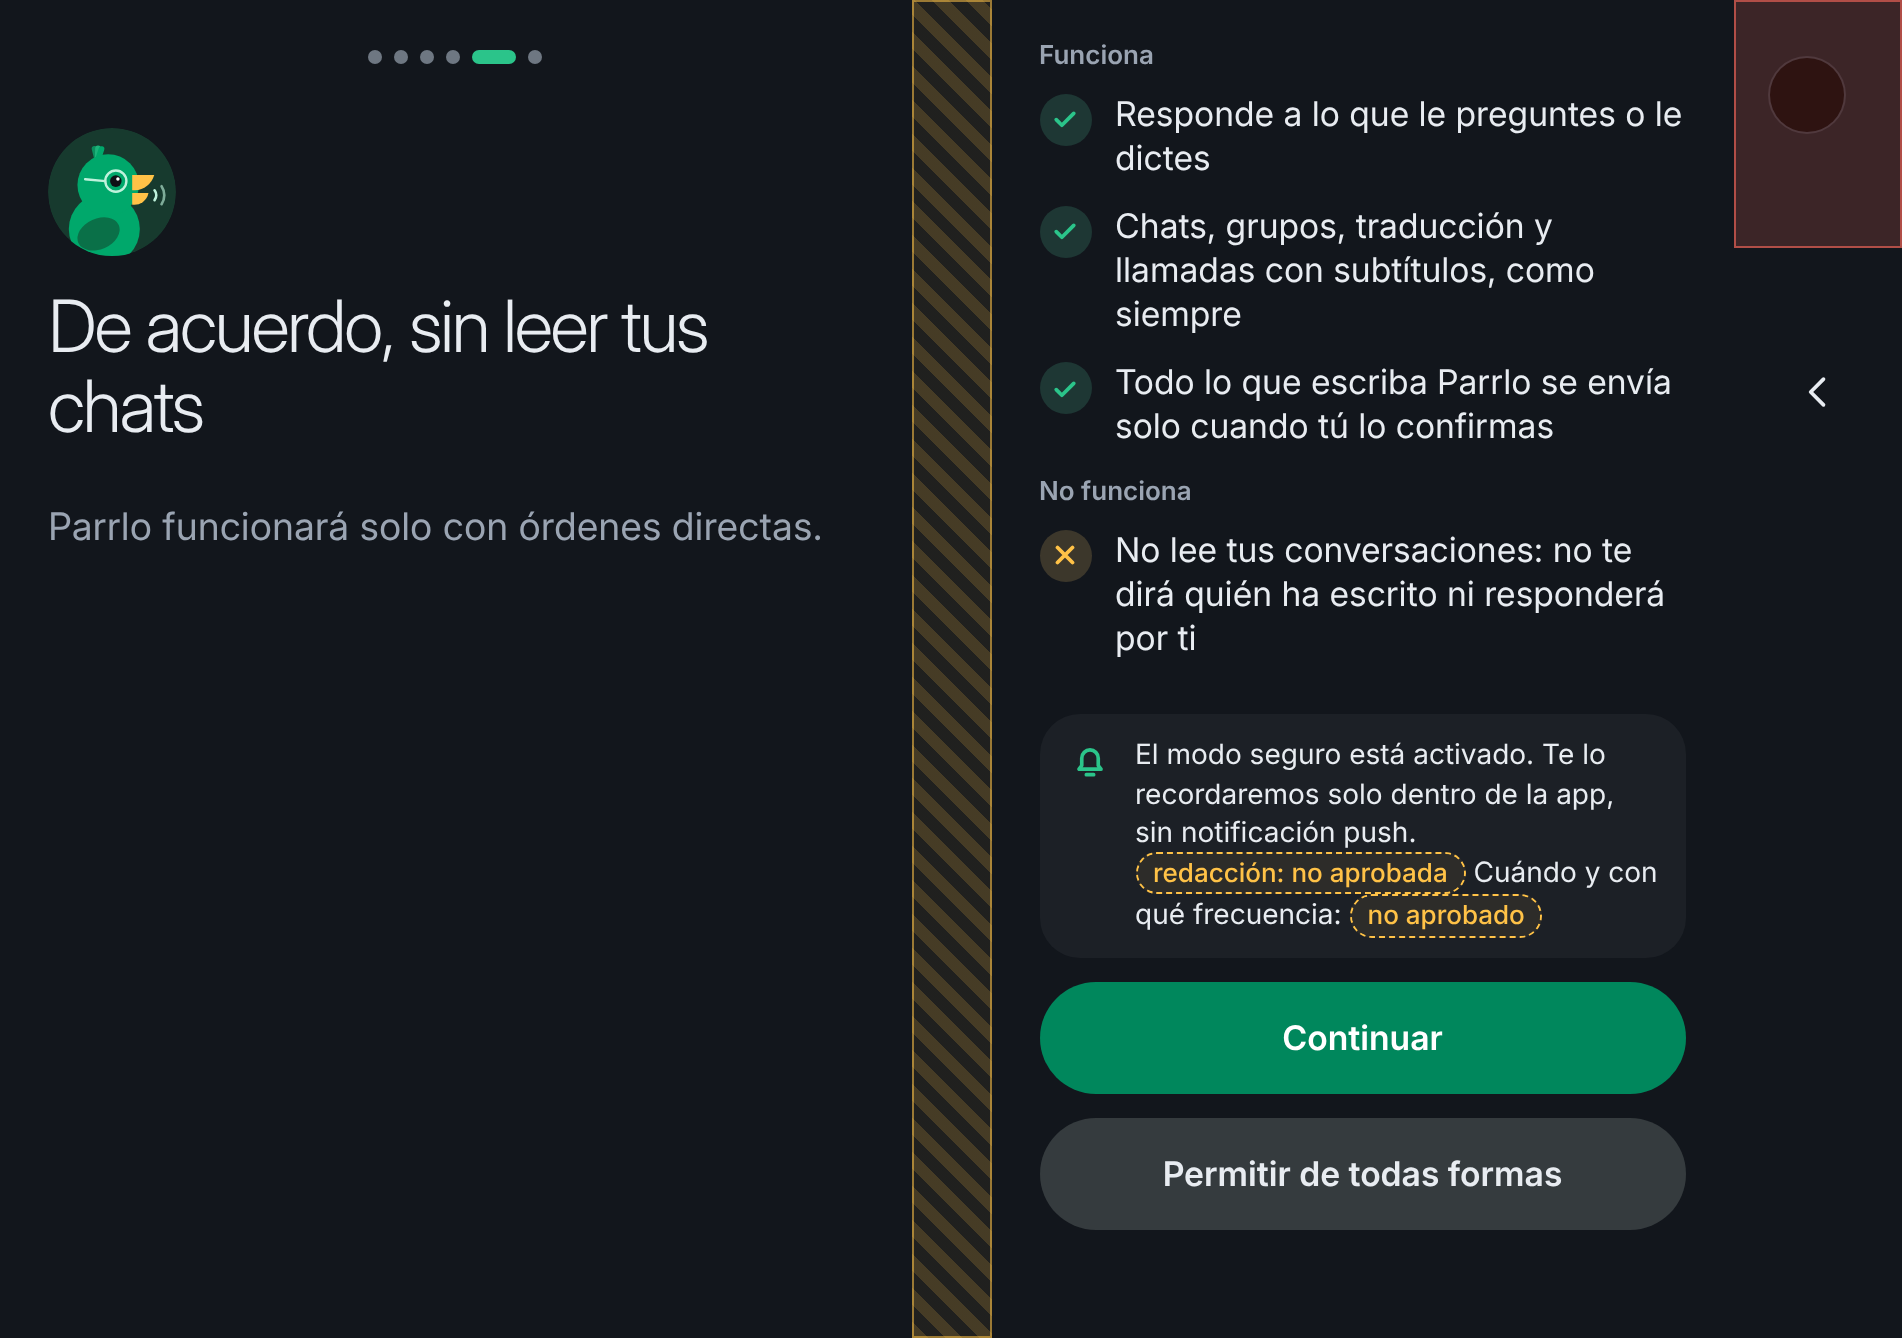 De acuerdo, sin leer tus
chats
Parrlo funcionará solo con órdenes directas.
Funciona
Responde a lo que le preguntes o le
dictes
Chats, grupos, traducción y
llamadas con subtítulos, como
siempre
Todo lo que escriba Parrlo se envía
solo cuando tú lo confirmas
No funciona
No lee tus conversaciones: no te
dirá quién ha escrito ni responderá
por ti
El modo seguro está activado. Te lo
recordaremos solo dentro de la app,
sin notificación push.
redacción: no aprobada Cuándo y con
qué frecuencia: no aprobado
Continuar
Permitir de todas formas